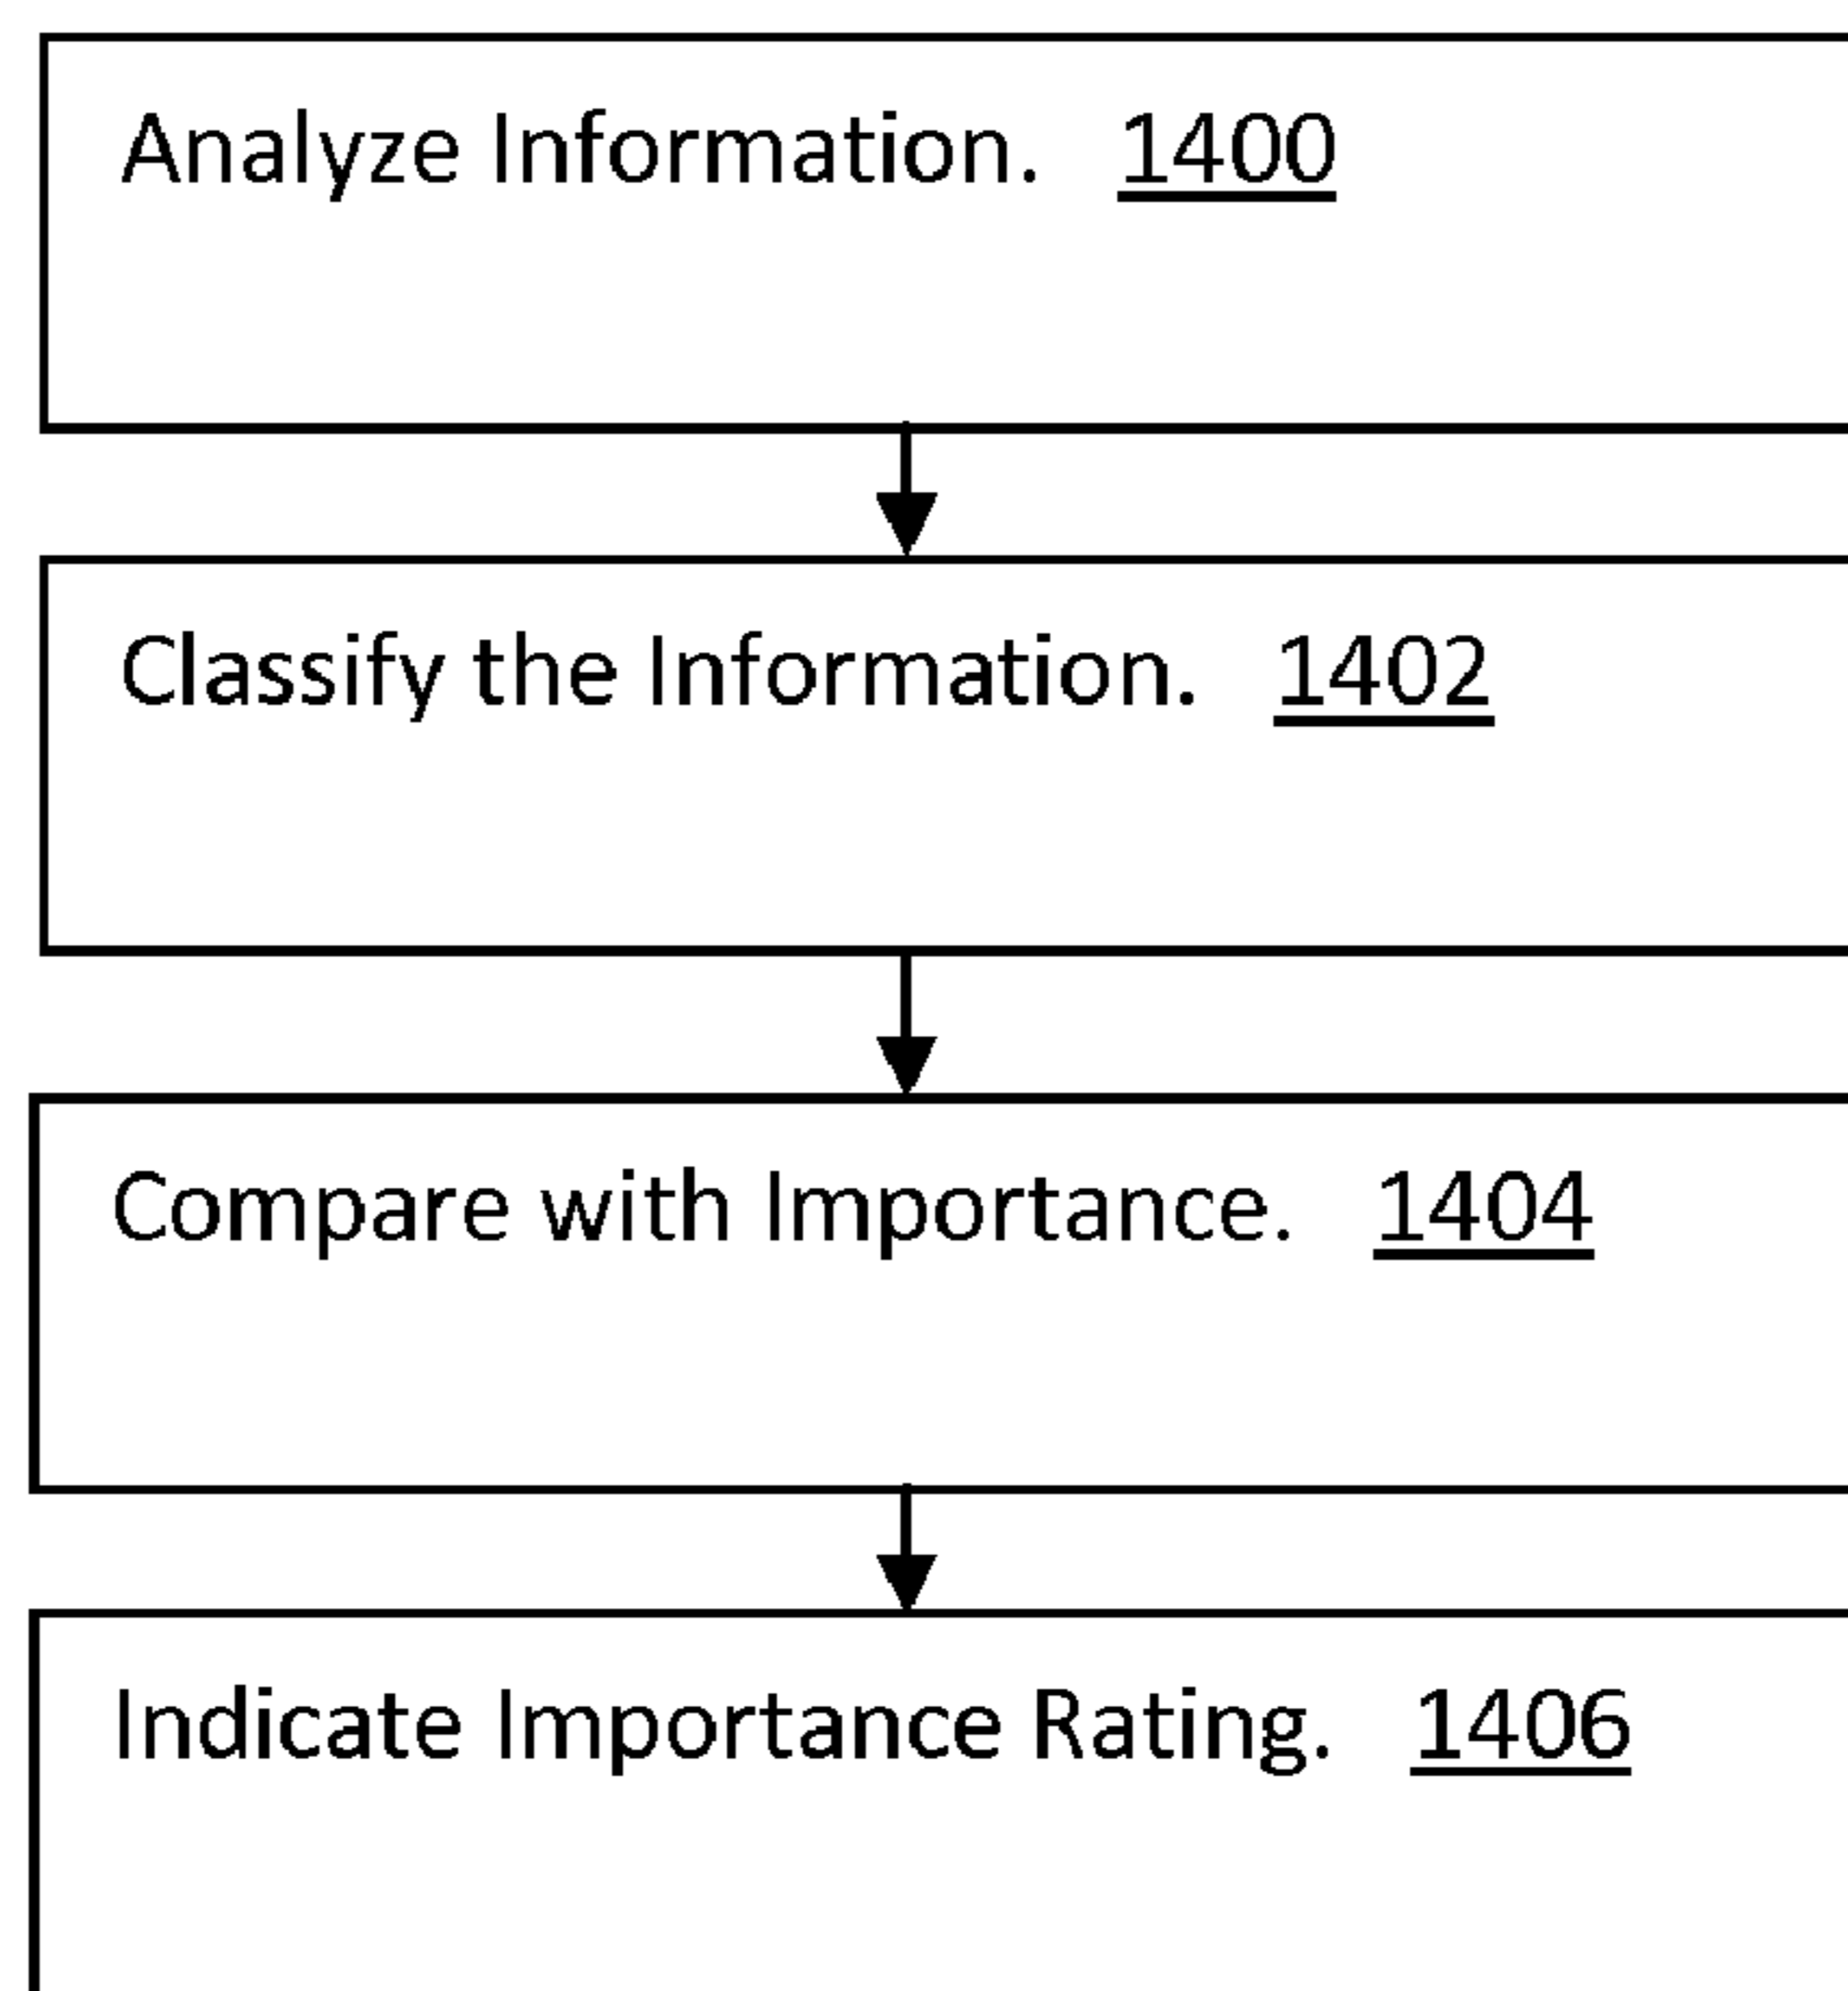 Analyze Information. 1400
Classify the Information. 1402
Compare with Importance. 1404
Indicate Importance Rating. 1406